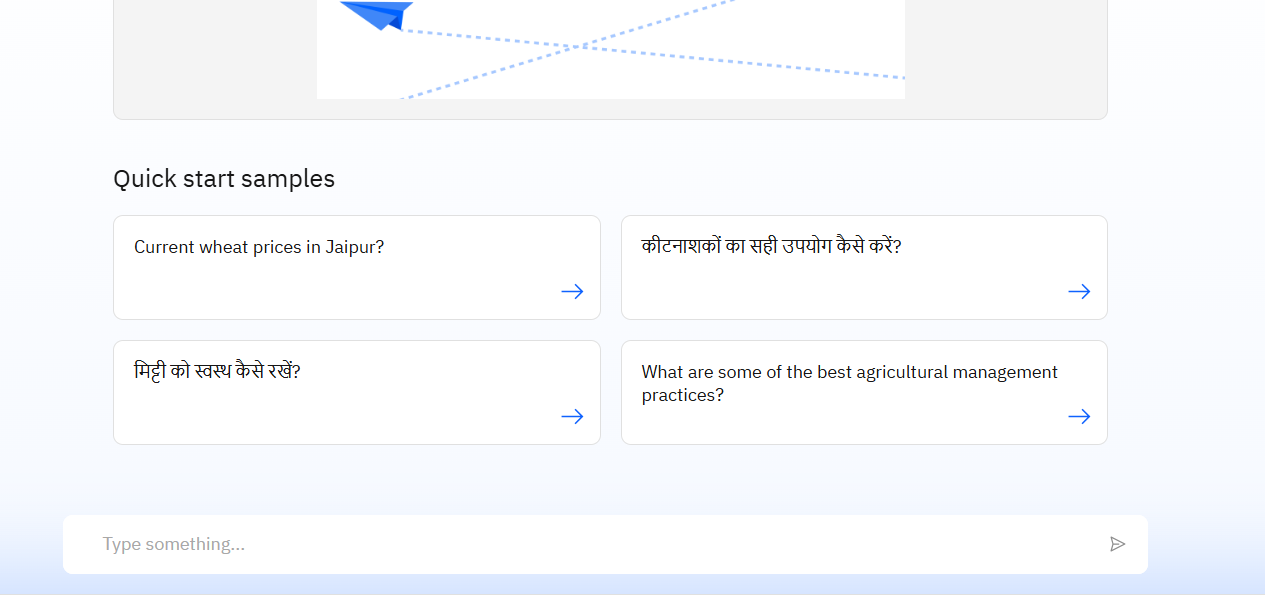 Quick start samples
Current wheat prices in Jaipur?
कीटनाशकों का सही उपयोग कैसे करें?
मिट्टी को स्वस्थ कैसे रखें?
What are some of the best agricultural management
practices?
Type something...